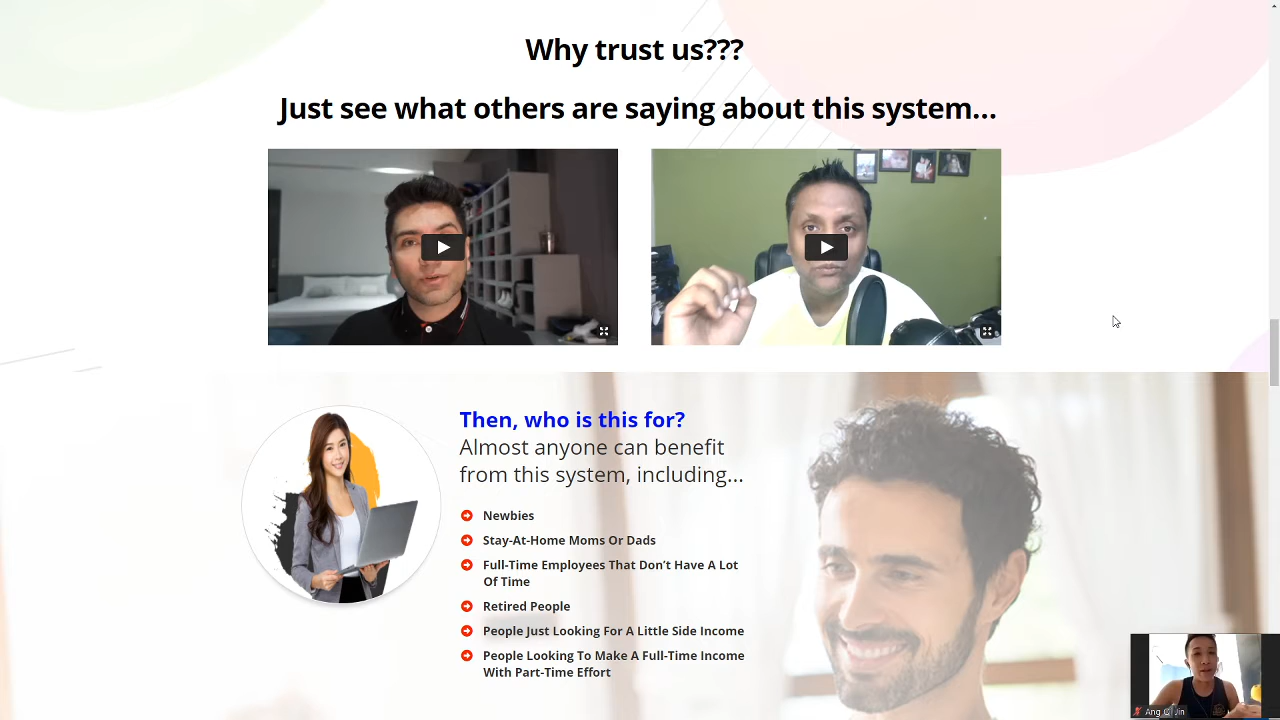 Why trust us???
Just see what others are saying about this system...
Then, who is this for?
Almost anyone can benefit
from this system, including...
Newbies
Stay-At-Home Moms Or Dads
Full-Time Employees That Don't Have A Lot
Of Time
Retired People
People Just Looking For A Little Side Income
People Looking To Make A Full-Time Income
With Part-Time Effort